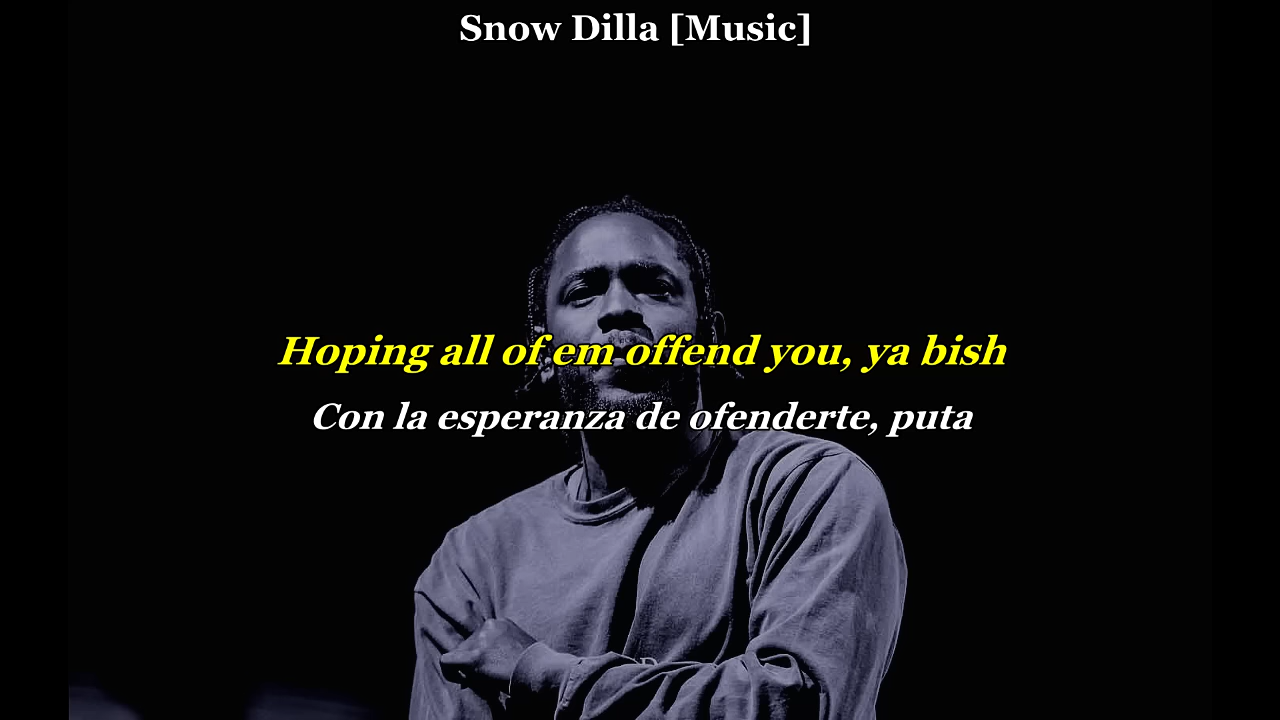 Snow Dilla [Music]
Hoping all of em offend you, ya bish
Con la esperanza de ofenderte, puta